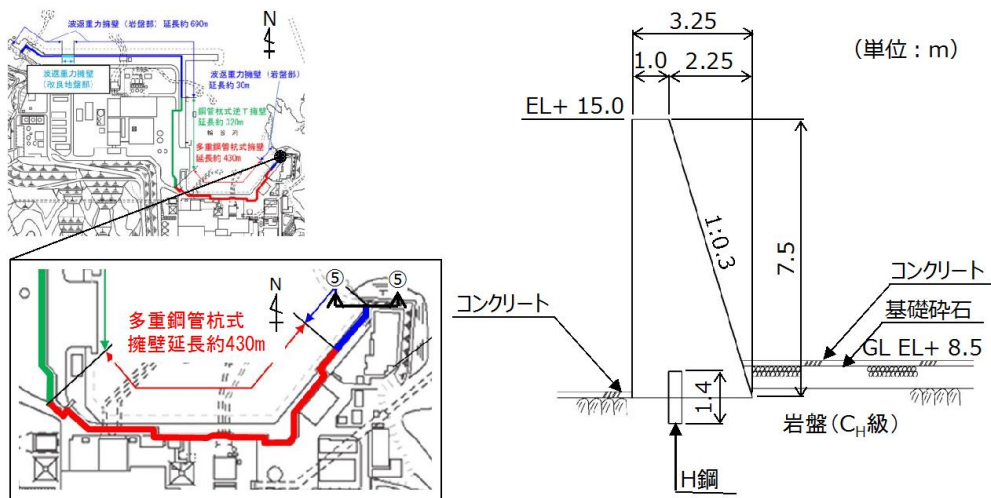 波返重力擁壁（岩盤部）延長約690m
N
波返重力擁壁
（改良地盤部）
波返重力擁壁（岩盤部）
延長約30m
鋼管杭式逆T擁壁
延長約320m
輪谷湾
多重鋼管杭式擁壁
延長約430m
N
⑤
⑤
多重鋼管杭式
擁壁延長約430m
（単位：m）
3.25
1.0
2.25
EL+ 15.0
1:0.3
7.5
コンクリート
コンクリート
基礎砕石
GL EL+ 8.5
1.4
岩盤（CH級）
H鋼